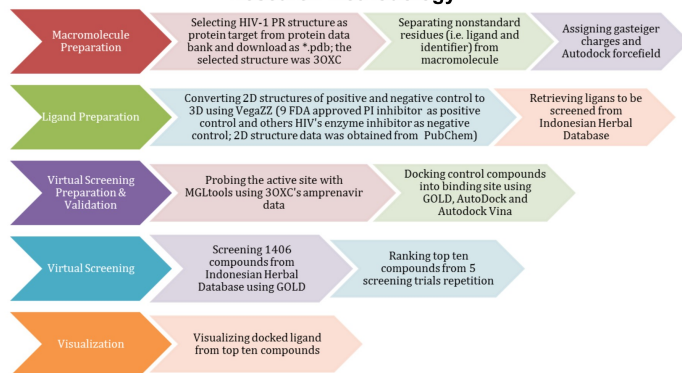 Macromolecule
Preparation
Selecting HIV-1 PR structure as
protein target from protein data
bank and download as *.pdb; the
selected structure was 3OXC
Separating nonstandard
residues (i.e. ligand and
identifier) from
macromolecule
Assigning gasteiger
charges and
Autodock forcefield
Ligand Preparation
Converting 2D structures of positive and negative control to
3D using VegaZZ (9 FDA approved PI inhibitor as positive
control and others HIV's enzyme inhibitor as negative
control; 2D structure data was obtained from PubChem)
Retrieving ligans to be
screened from
Indonesian Herbal
Database
Virtual Screening
Preparation &
Validation
Probing the active site with
MGLtools using 3OXC's amprenavir
data
Docking control compounds
into binding site using
GOLD, AutoDock and
Autodock Vina
Virtual Screening
Screening 1406
compounds from
Indonesian Herbal
Database using GOLD
Ranking top ten
compounds from 5
screening trials repetition
Visualization
Visualizing docked ligand
from top ten compounds